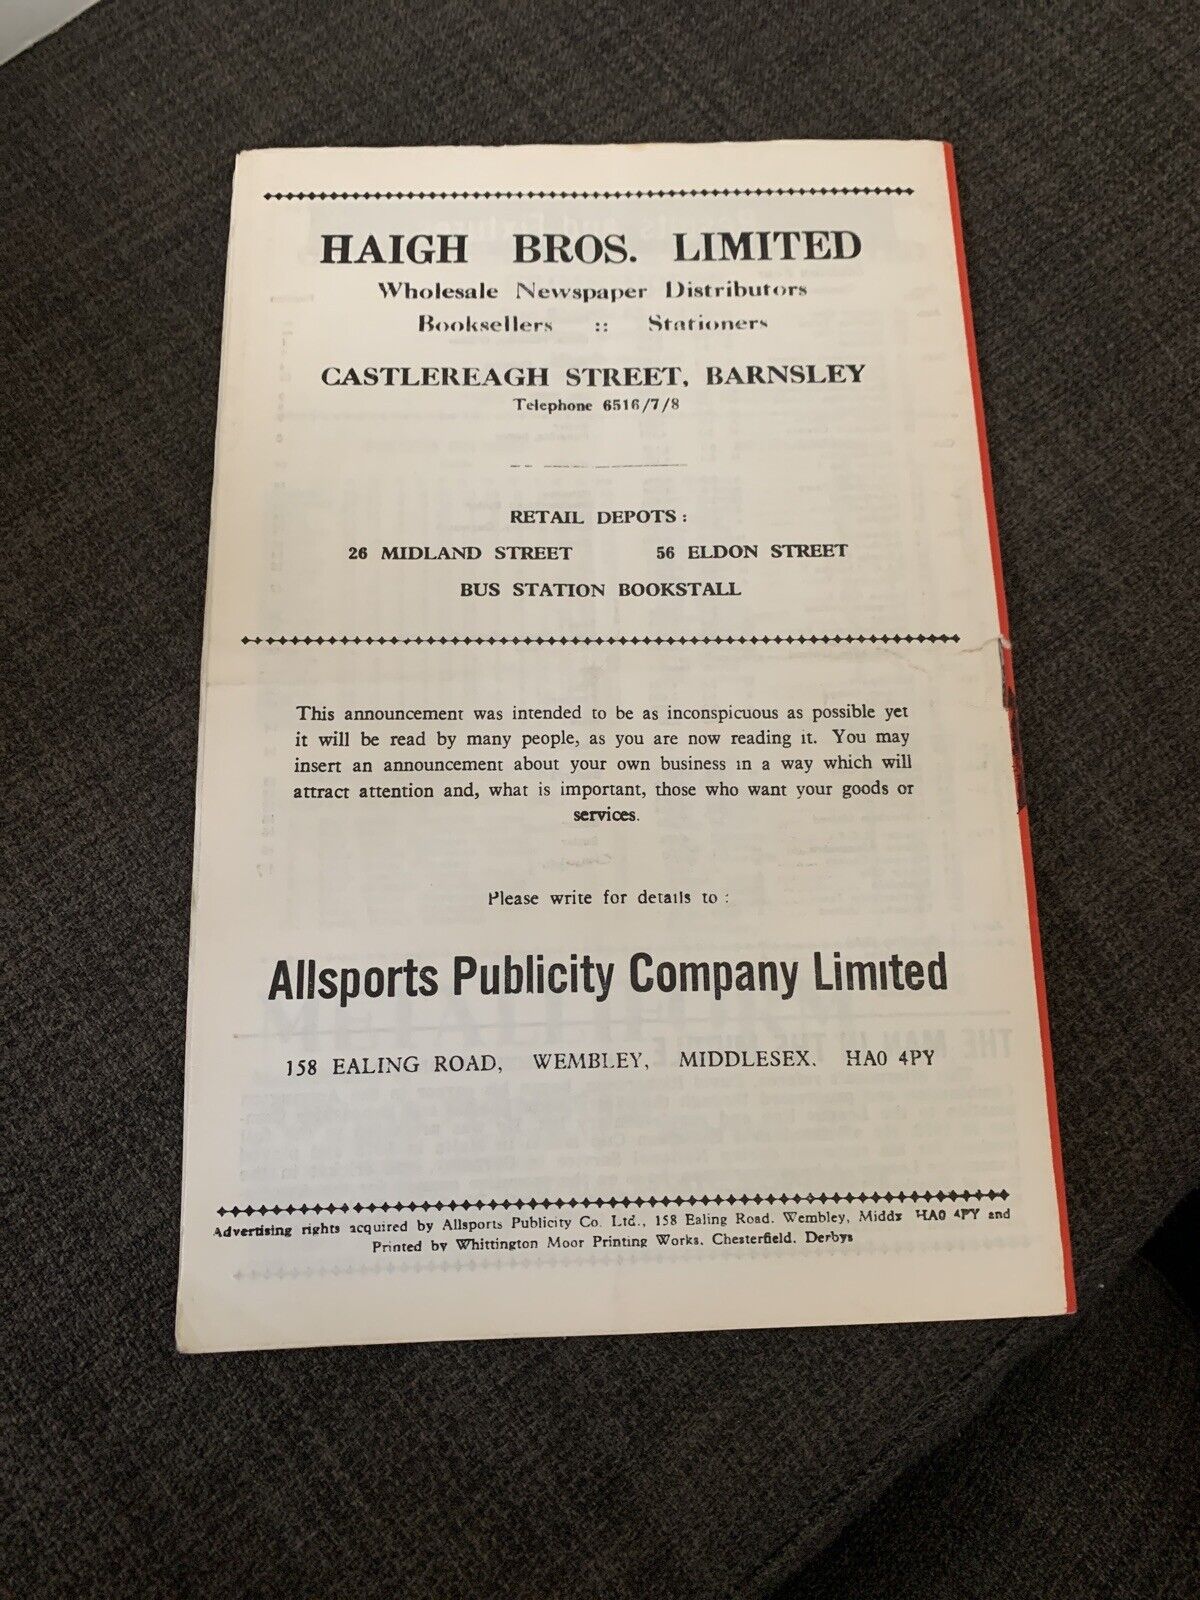 HAIGH BROS. LIMITED
Wholesale Newspaper Distributors
Booksellers :: Stationers
CASTLEREAGH STREET, BARNSLEY
Telephone 6516/7/8
RETAIL DEPOTS :
26 MIDLAND STREET 56 ELDON STREET
BUS STATION BOOKSTALL
This announcement was intended to be as inconspicuous as possible yet
it will be read by many people, as you are now reading it. You may
insert an announcement about your own business in a way which will
attract attention and, what is important, those who want your goods or
services.
Please write for details to :
Allsports Publicity Company Limited
158 EALING ROAD, WEMBLEY, MIDDLESEX. HA0 4PY
Advertising rights acquired by Allsports Publicity Co. Ltd., 158 Ealing Road. Wembley, Middx HA0 4PY and
Printed by Whittington Moor Printing Works. Chesterfield. Derbys